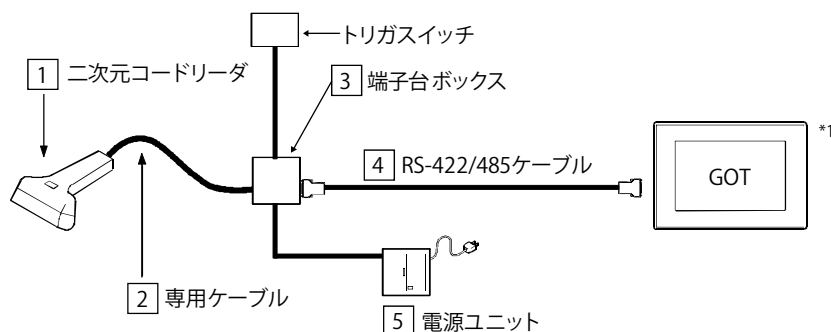 トリガスイッチ
1 二次元コードリーダ
3 端子台ボックス
*1
4 RS-422/485ケーブル
GOT
2 専用ケーブル
5 電源ユニット